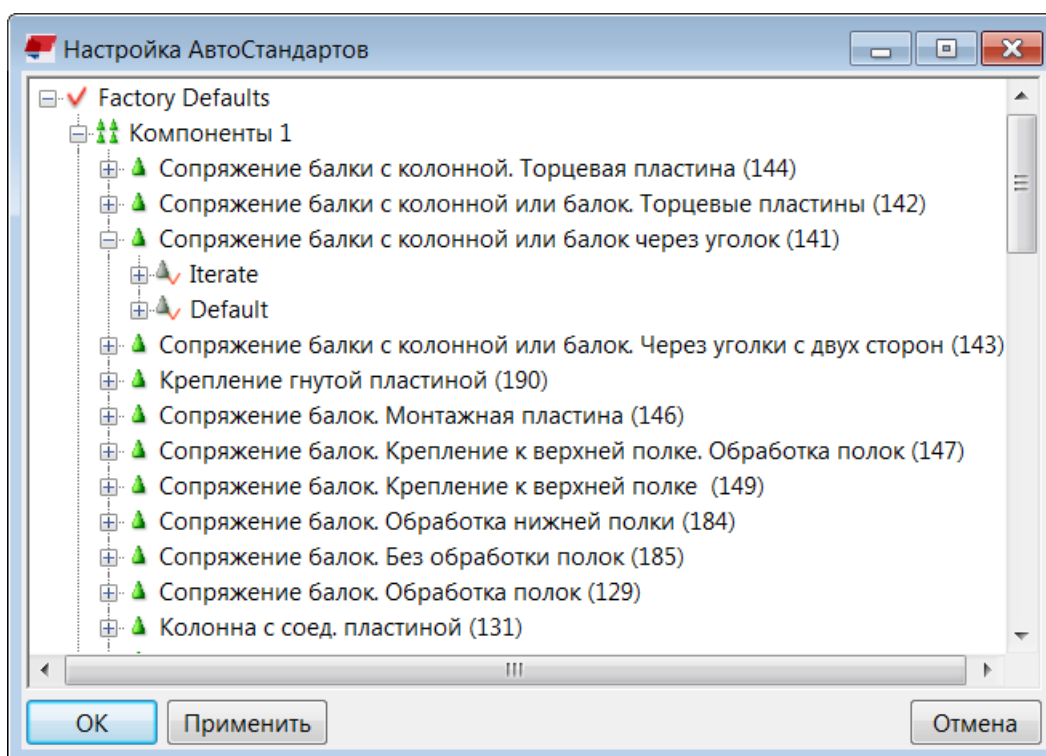 Настройка АвтоСтандартов
Factory Defaults
Компоненты 1
Сопряжение балки с колонной. Торцевая пластина (144)
Сопряжение балки с колонной или балок. Торцевые пластины (142)
Сопряжение балки с колонной или балок через уголок (141)
Iterate
Default
Сопряжение балки с колонной или балок. Через уголки с двух сторон (143)
Крепление гнутой пластиной (190)
Сопряжение балок. Монтажная пластина (146)
Сопряжение балок. Крепление к верхней полке. Обработка полок (147)
Сопряжение балок. Крепление к верхней полке (149)
Сопряжение балок. Обработка нижней полки (184)
Сопряжение балок. Без обработки полок (185)
Сопряжение балок. Обработка полок (129)
Колонна с соед. пластиной (131)
OK Применить Отмена